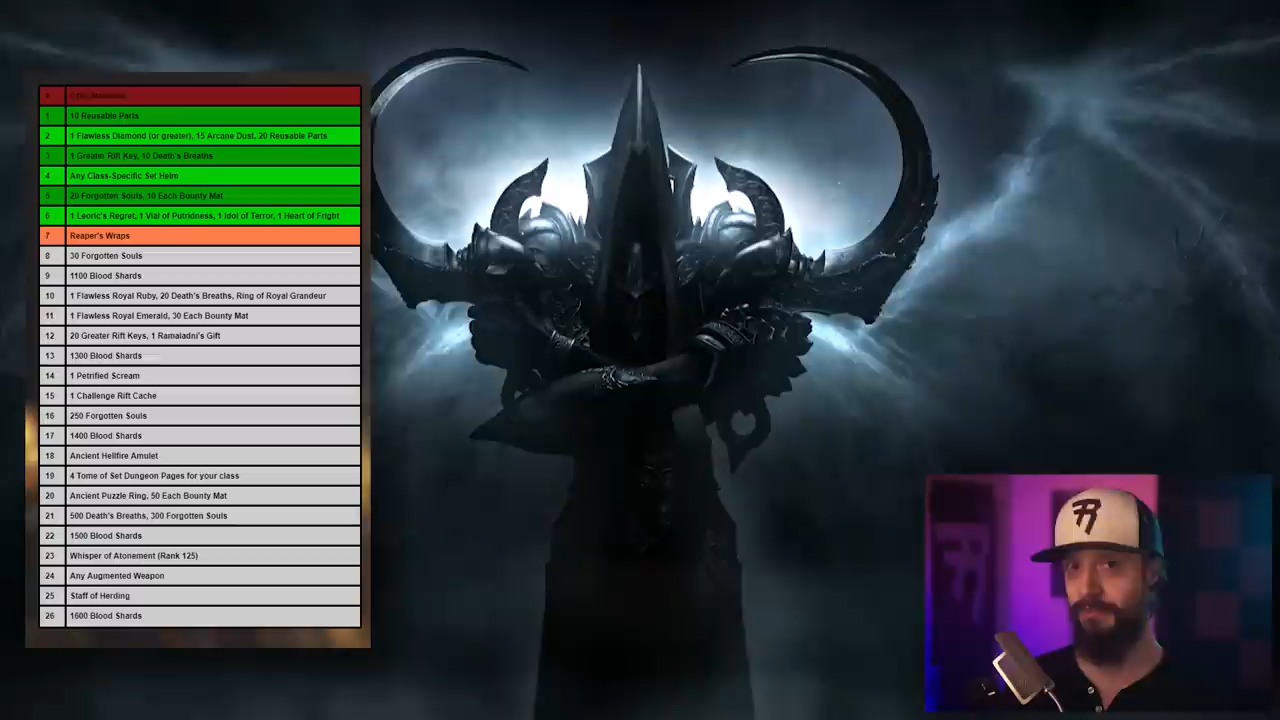 #
1 10 Reusable Parts
2 1 Flawless Diamond (or greater), 15 Arcane Dust, 20 Reusable Parts
3 1 Greater Rift Key, 10 Death's Breaths
4 Any Class-Specific Set Helm
5 20 Forgotten Souls, 10 Each Bounty Mat
6 1 Leoric's Regret, 1 Vial of Putridness, 1 Idol of Terror, 1 Heart of Fright
7 Reaper's Wraps
8 30 Forgotten Souls
9 1100 Blood Shards
10 1 Flawless Royal Ruby, 20 Death's Breaths, Ring of Royal Grandeur
11 1 Flawless Royal Emerald, 30 Each Bounty Mat
12 20 Greater Rift Keys, 1 Ramaladni's Gift
13 1300 Blood Shards
14 1 Petrified Scream
15 1 Challenge Rift Cache
16 250 Forgotten Souls
17 1400 Blood Shards
18 Ancient Hellfire Amulet
19 4 Tome of Set Dungeon Pages for your class
20 Ancient Puzzle Ring, 50 Each Bounty Mat
21 500 Death's Breaths, 300 Forgotten Souls
22 1500 Blood Shards
23 Whisper of Atonement (Rank 125)
24 Any Augmented Weapon
25 Staff of Herding
26 1600 Blood Shards